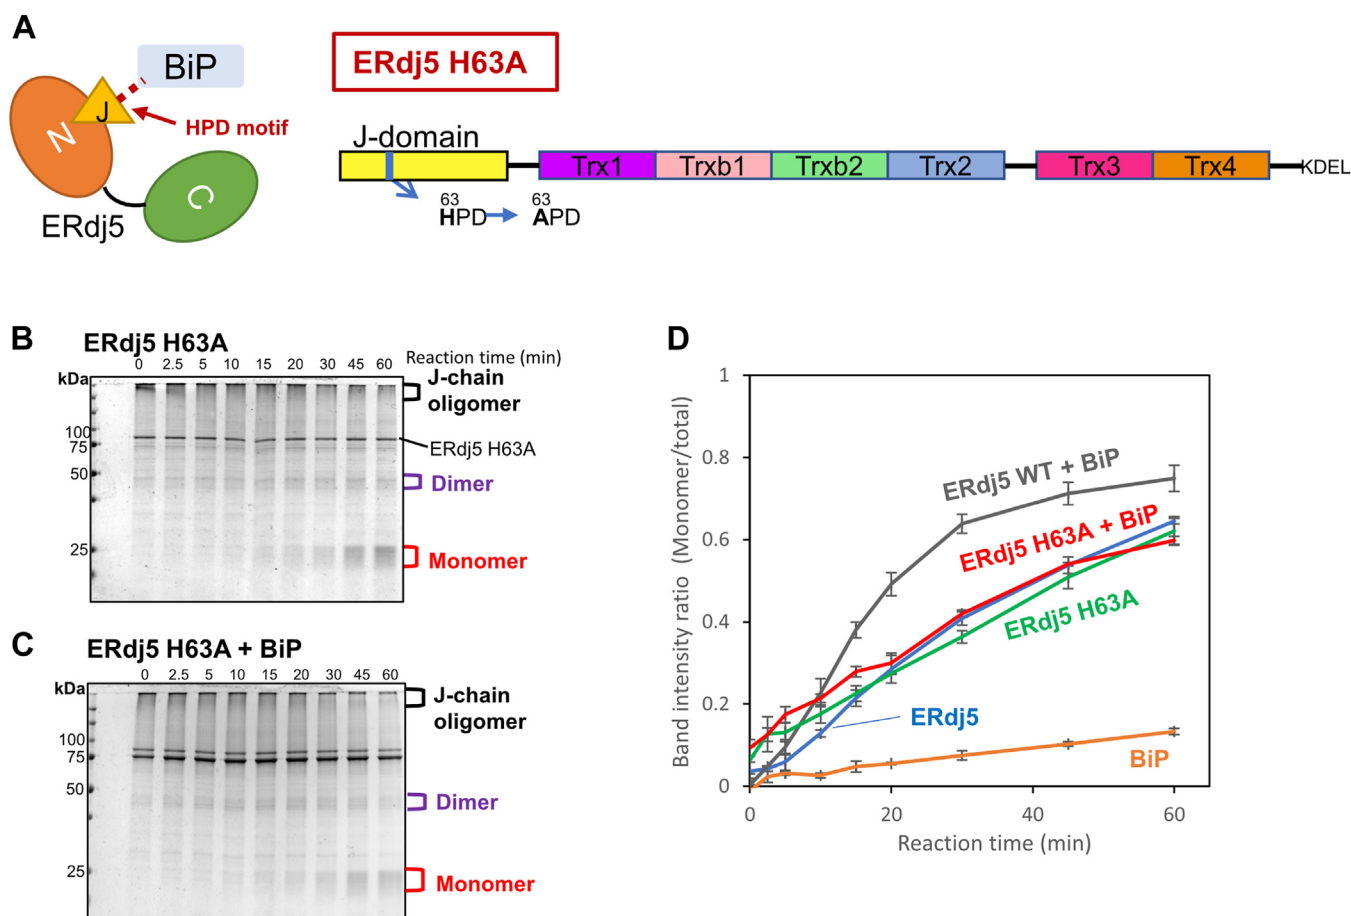 A
BiP
J
HPD motif
N
C
ERdj5
ERdj5 H63A
J-domain
Trx1 Trxb1 Trxb2 Trx2 Trx3 Trx4 KDEL
63 63
HPD APD
B
ERdj5 H63A
0 2.5 5 10 15 20 30 45 60 Reaction time (min)
kDa
J-chain
oligomer
100
75
ERdj5 H63A
50
Dimer
25
Monomer
C
ERdj5 H63A + BiP
0 2.5 5 10 15 20 30 45 60
kDa
J-chain
oligomer
100
75
50
Dimer
25
Monomer
D
1
0.8
0.6
0.4
0.2
0
Band intensity ratio (Monomer/total)
ERdj5 WT + BiP
ERdj5 H63A + BiP
ERdj5 H63A
ERdj5
BiP
0 20 40 60
Reaction time (min)